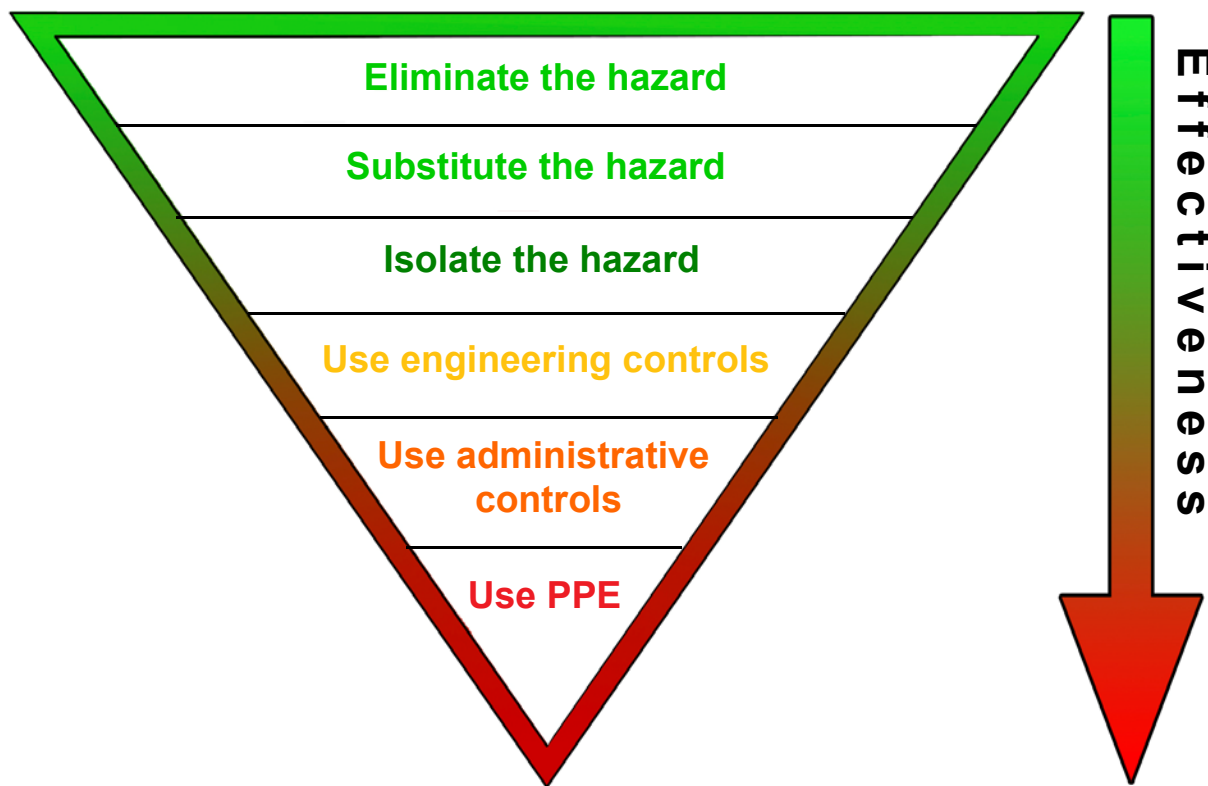 Eliminate the hazard
Substitute the hazard
Isolate the hazard
Use engineering controls
Use administrative
controls
Use PPE
Effectiveness